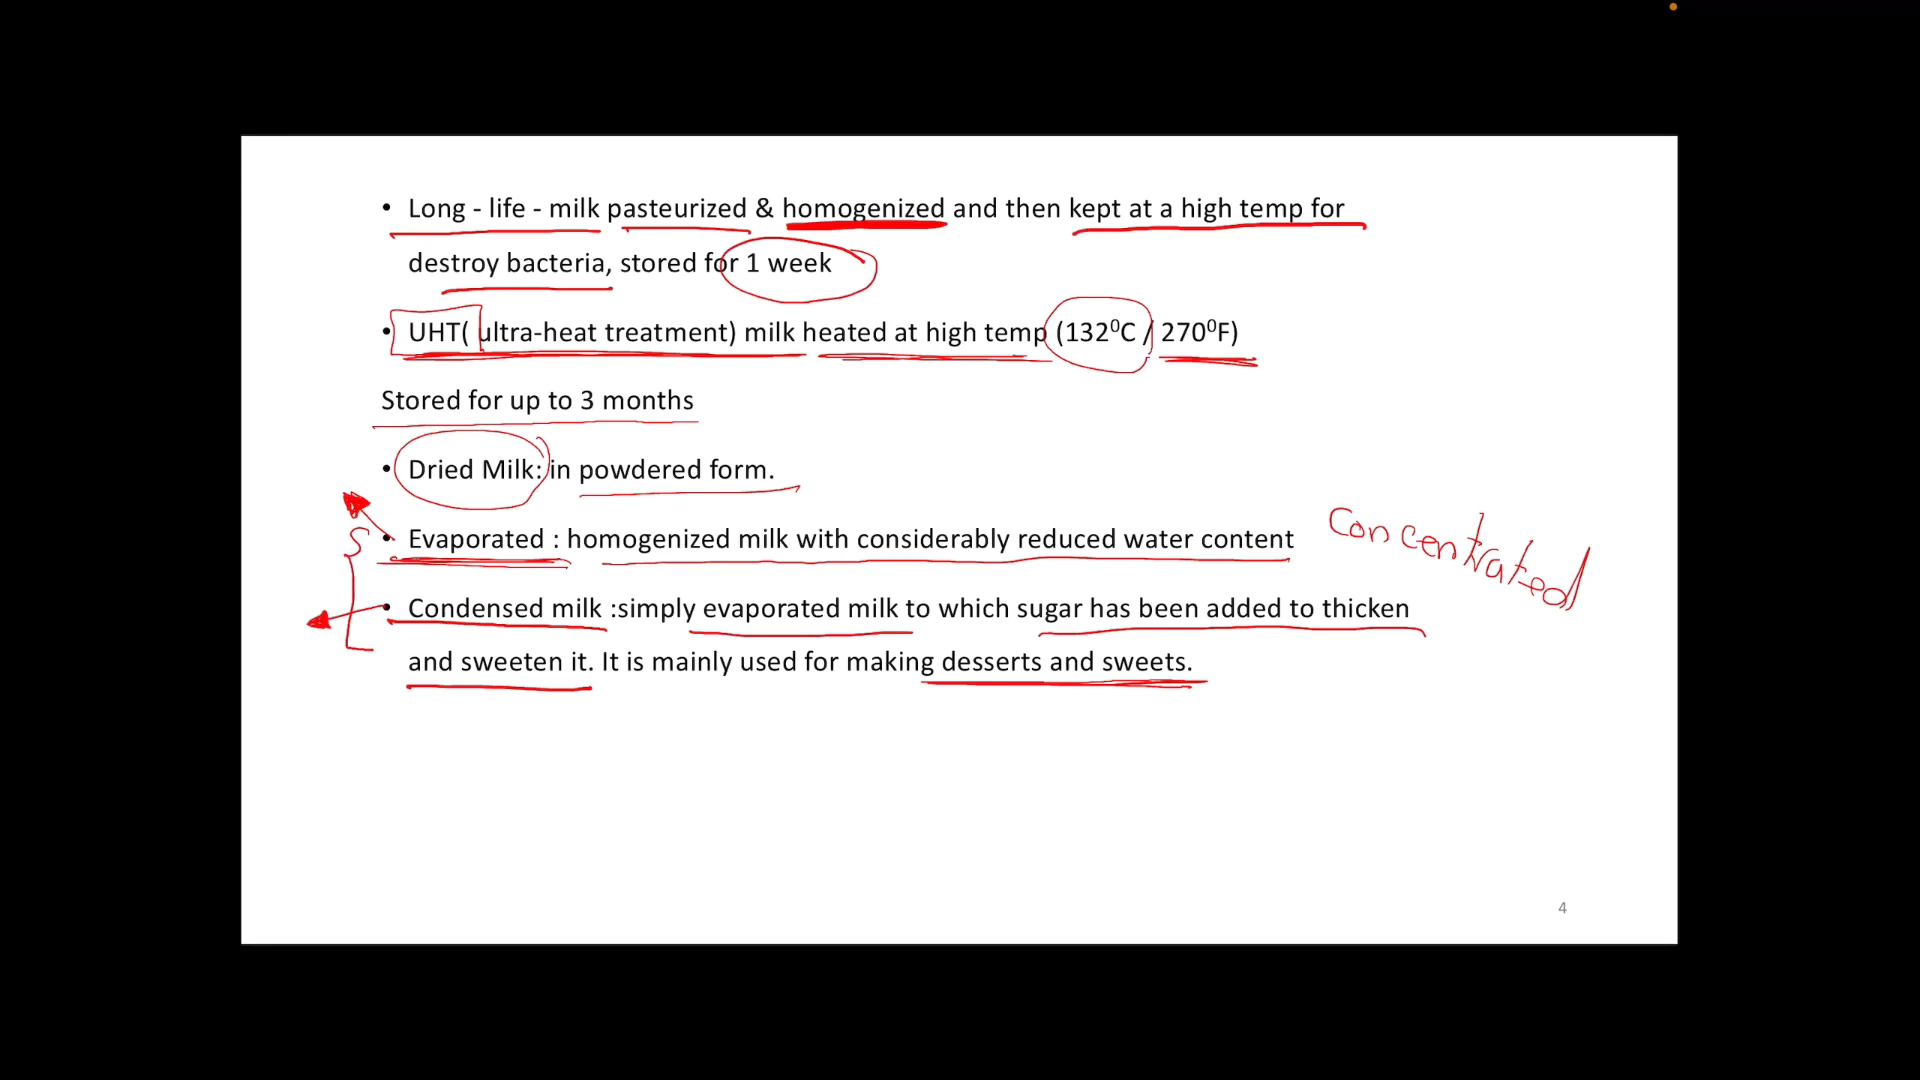 • Long - life - milk pasteurized & homogenized and then kept at a high temp for
destroy bacteria, stored for 1 week
• UHT( ultra-heat treatment) milk heated at high temp (132⁰C / 270⁰F)
Stored for up to 3 months
• Dried Milk: in powdered form.
• Evaporated : homogenized milk with considerably reduced water content
Concentrated
• Condensed milk :simply evaporated milk to which sugar has been added to thicken
and sweeten it. It is mainly used for making desserts and sweets.
4